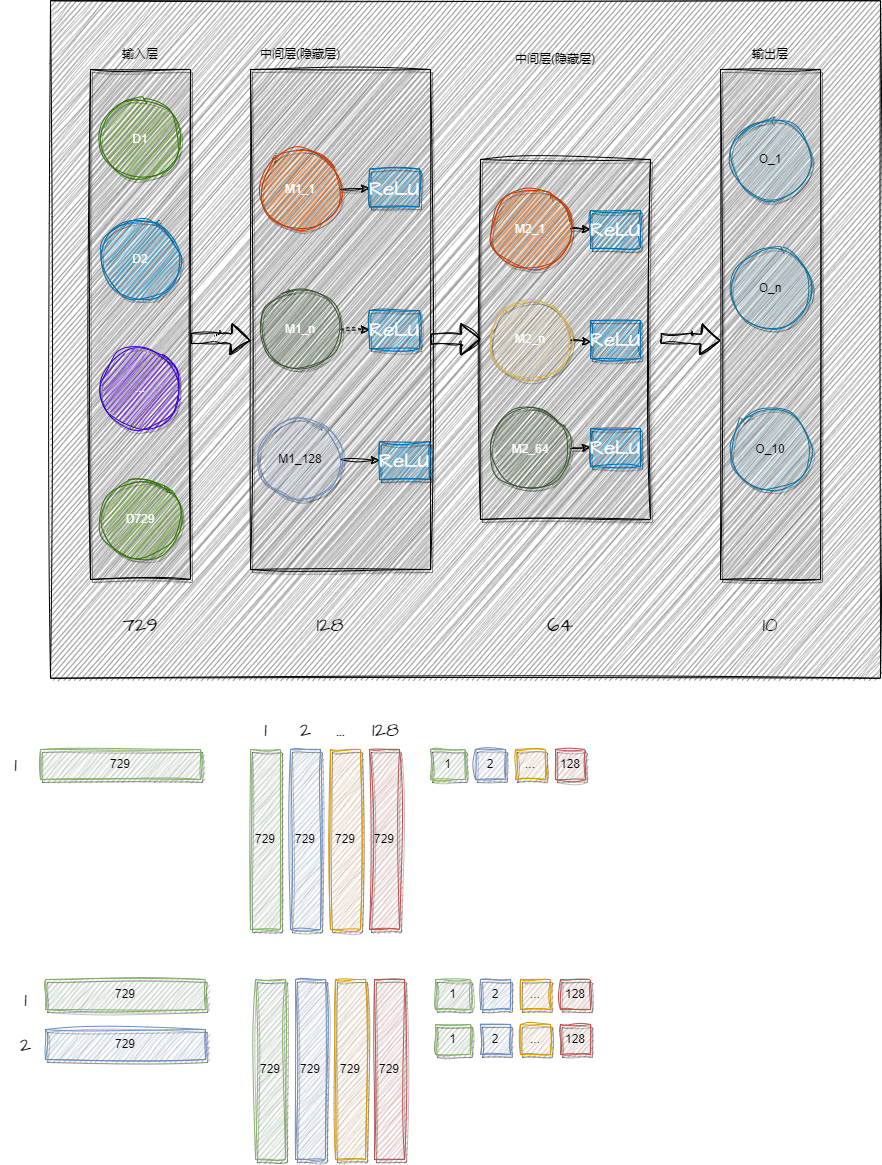 输入层
中间层(隐藏层)
中间层(隐藏层)
输出层
D1
D2
...
D729
M1_1
ReLu
M1_n
ReLu
M1_128
ReLu
M2_1
ReLu
M2_n
ReLu
M2_64
ReLu
O_1
O_n
O_10
729
128
64
10
1 2 ... 128
1
729
729 729 729 729
1 2 ... 128
1
729
2
729
729 729 729 729
1 2 ... 128
1 2 ... 128